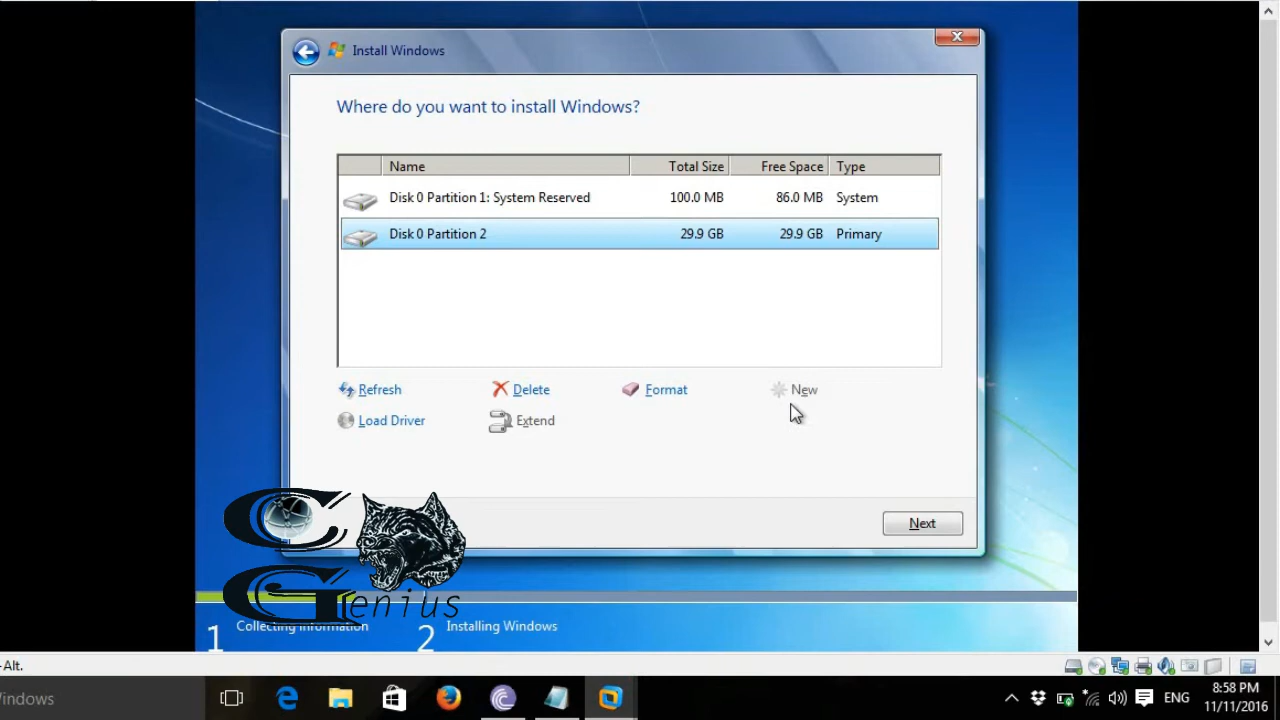 Install Windows
Where do you want to install Windows?
Name Total Size Free Space Type
Disk 0 Partition 1: System Reserved 100.0 MB 86.0 MB System
Disk 0 Partition 2 29.9 GB 29.9 GB Primary
Refresh Delete Format New
Load Driver Extend
Next
C
Genius
1 Collecting information 2 Installing Windows
-Alt.
indows
ENG 8:58 PM
11/11/2016